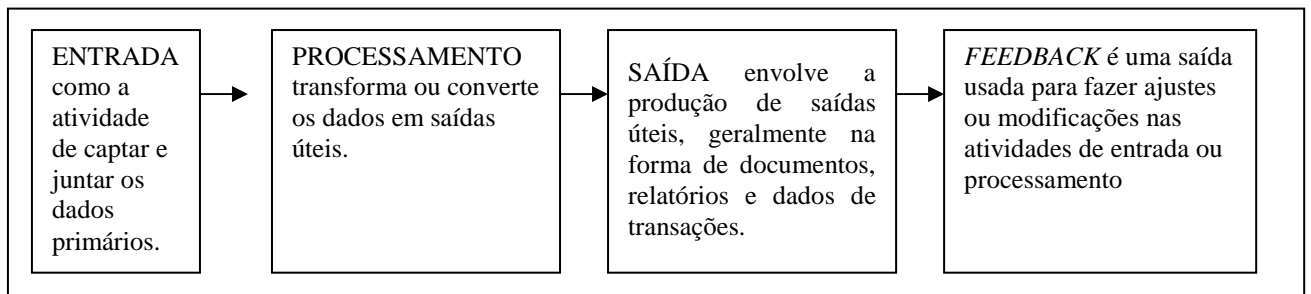 ENTRADA
como a
atividade
de captar e
juntar os
dados
primários.
PROCESSAMENTO
transforma ou converte
os dados em saídas
úteis.
SAÍDA envolve a
produção de saídas
úteis, geralmente na
forma de documentos,
relatórios e dados de
transações.
FEEDBACK é uma saída
usada para fazer ajustes
ou modificações nas
atividades de entrada ou
processamento